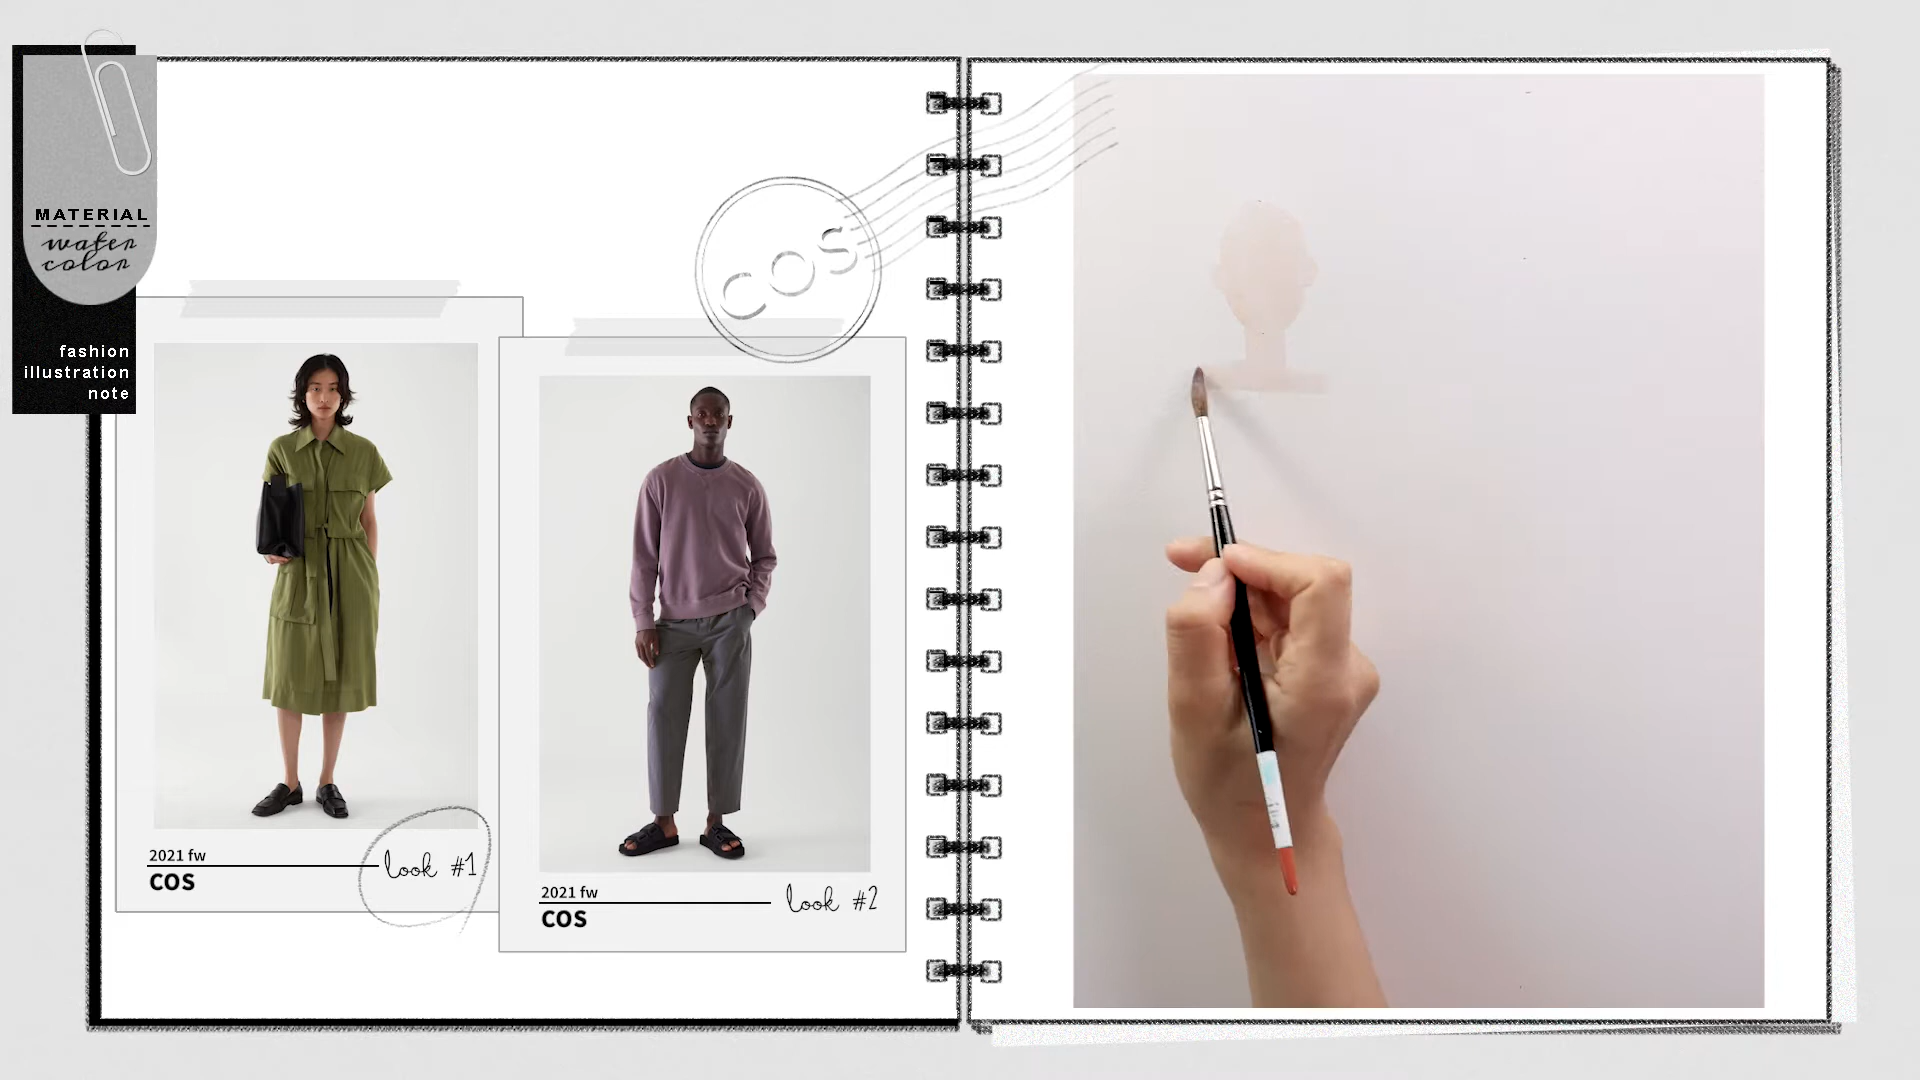 MATERIAL
water
color
fashion
illustration
note
COS
2021 fw
COS
look #1
2021 fw
COS
look #2